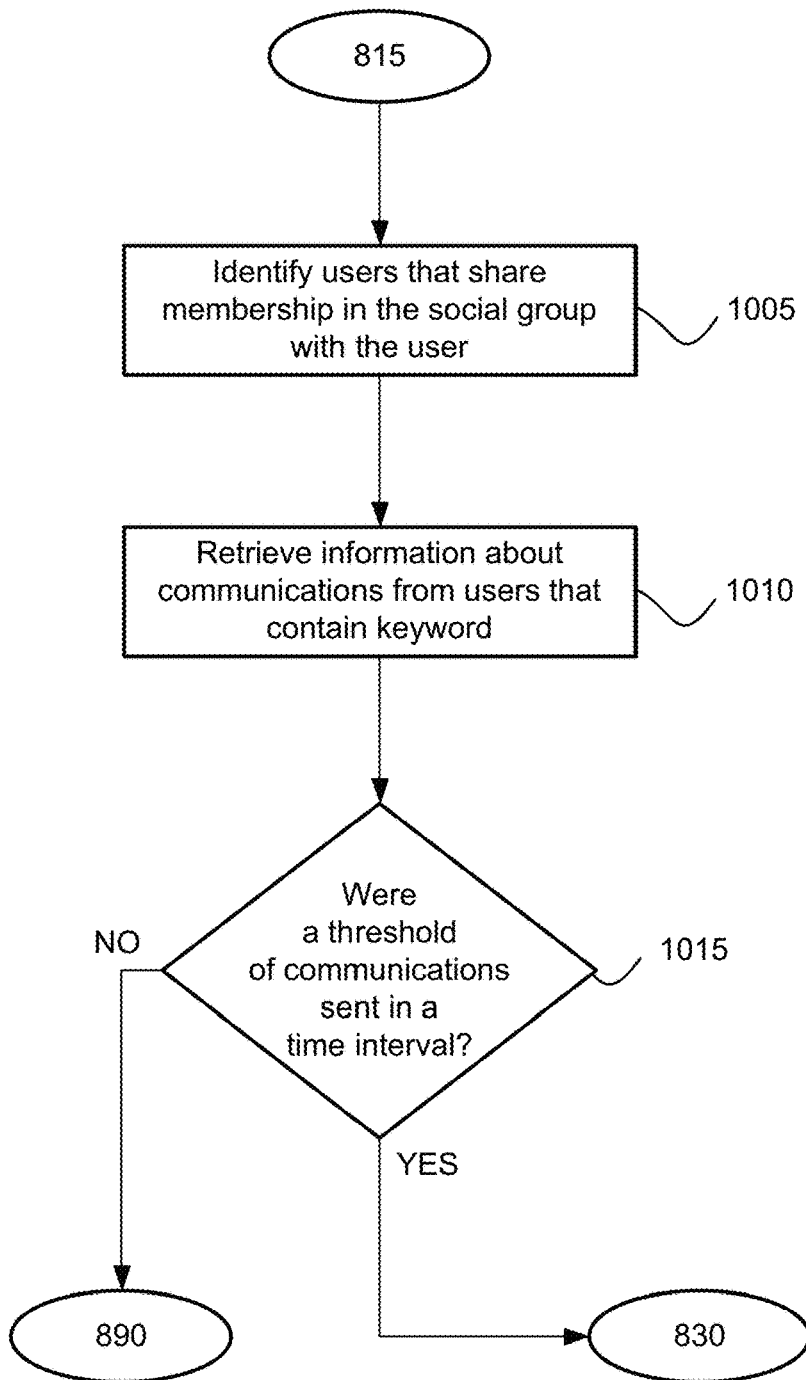 815
Identify users that share
membership in the social group
with the user
1005
Retrieve information about
communications from users that
contain keyword
1010
Were
a threshold
of communications
sent in a
time interval?
1015
NO
YES
890
830